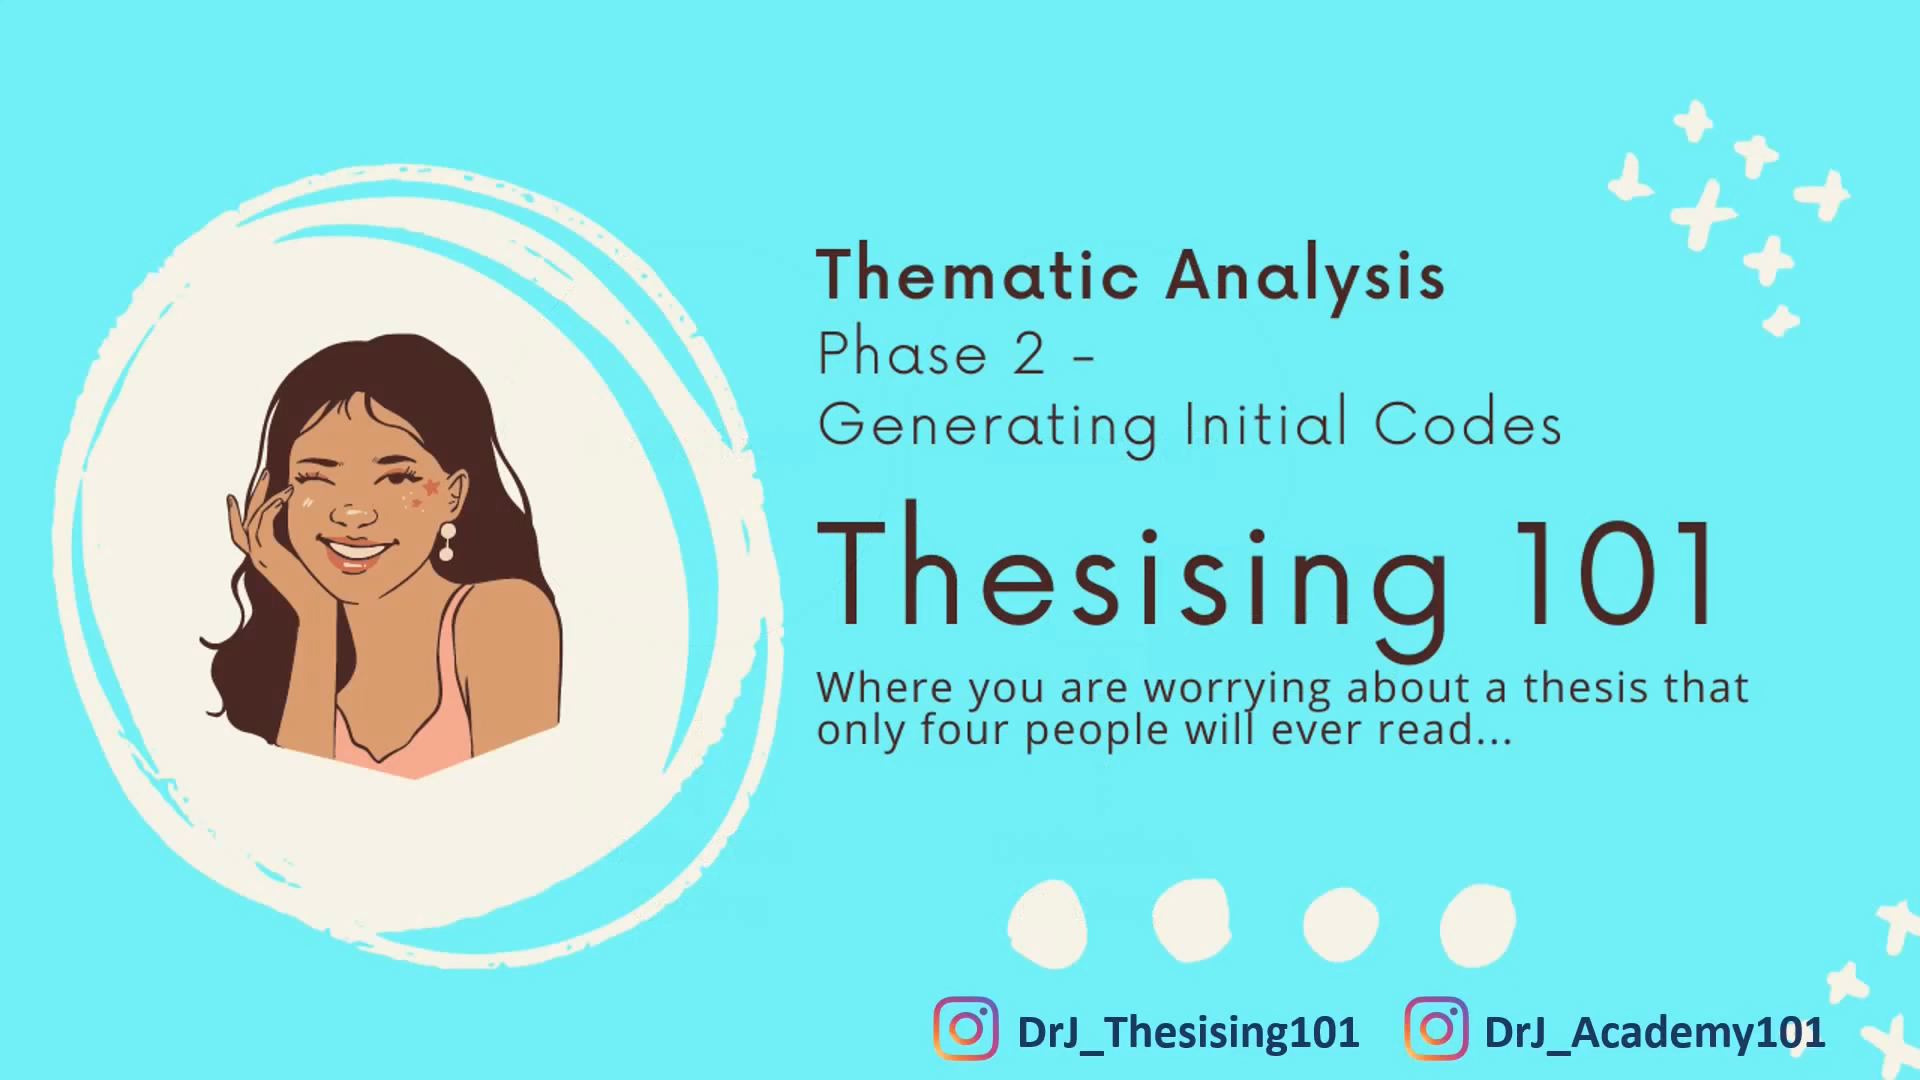 Thematic Analysis
Phase 2 -
Generating Initial Codes
Thesising 101
Where you are worrying about a thesis that
only four people will ever read...
DrJ_Thesising101 DrJ_Academy101